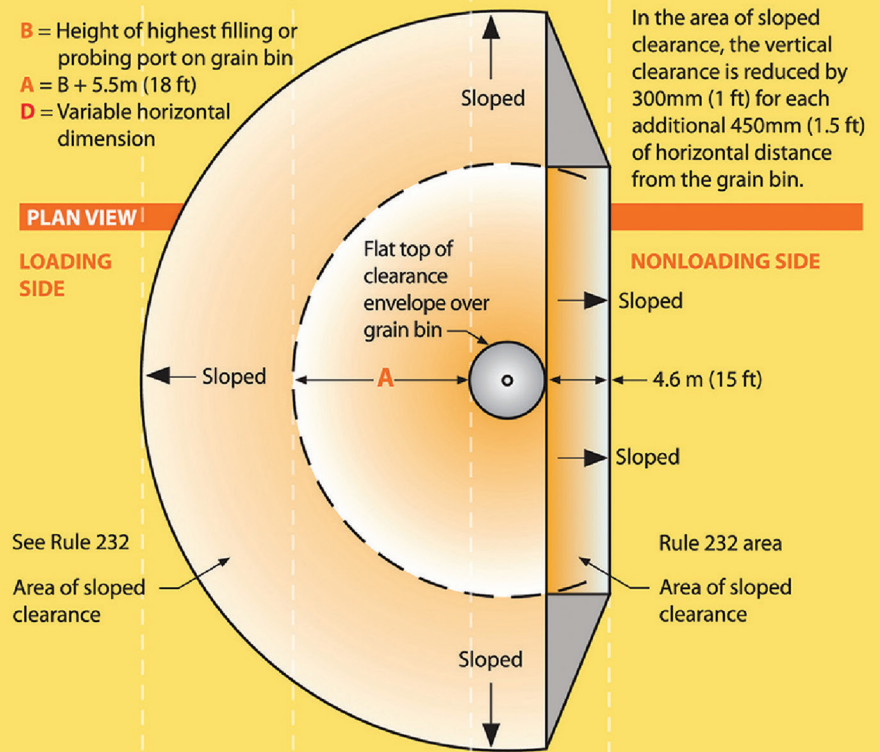 B = Height of highest filling or
probing port on grain bin
A = B + 5.5m (18 ft)
D = Variable horizontal
dimension
In the area of sloped
clearance, the vertical
clearance is reduced by
300mm (1 ft) for each
additional 450mm (1.5 ft)
of horizontal distance
from the grain bin.
Sloped
PLAN VIEW
LOADING
SIDE
Flat top of
clearance
envelope over
grain bin
NONLOADING SIDE
Sloped
Sloped
A
4.6 m (15 ft)
Sloped
See Rule 232
Area of sloped
clearance
Rule 232 area
Area of sloped
clearance
Sloped